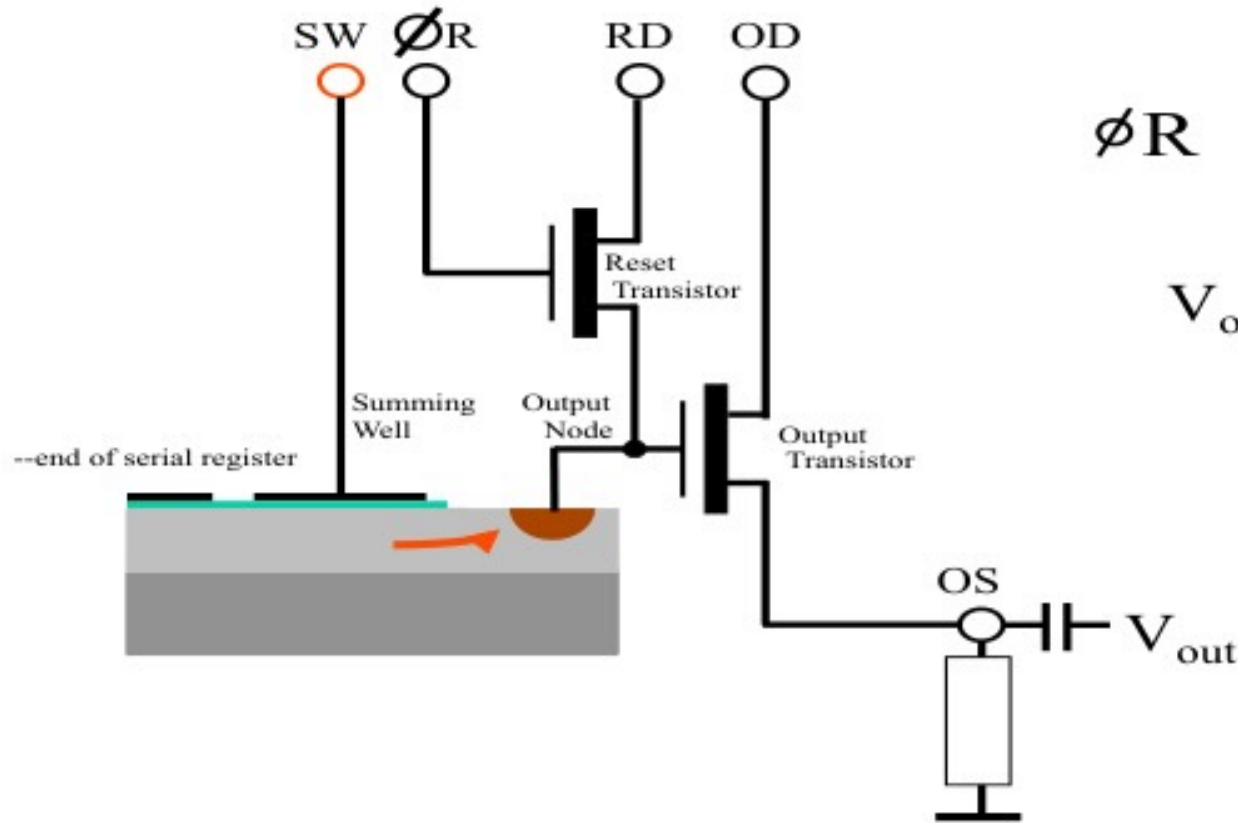 SW ØR RD OD
øR
Reset
Transistor
V o
Summing
Well
Output
Node
Output
Transistor
--end of serial register
OS
Vout